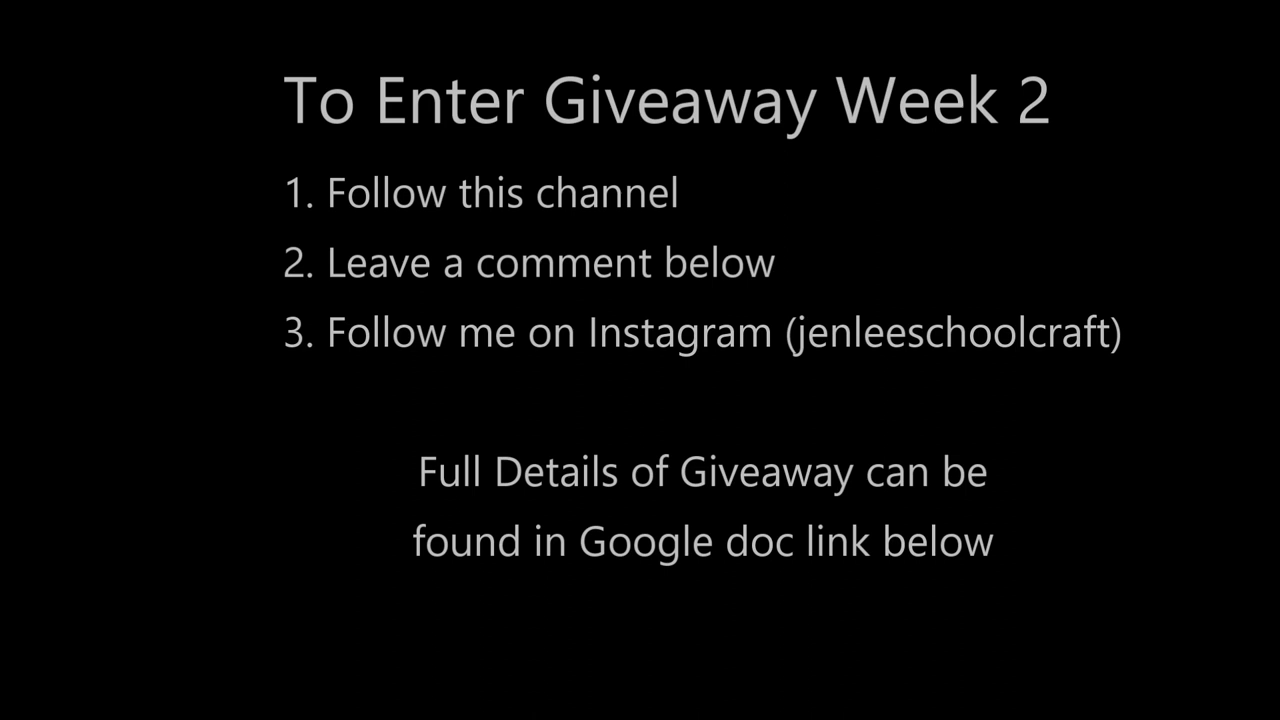 To Enter Giveaway Week 2
1. Follow this channel
2. Leave a comment below
3. Follow me on Instagram (jenleeschoolcraft)
Full Details of Giveaway can be
found in Google doc link below